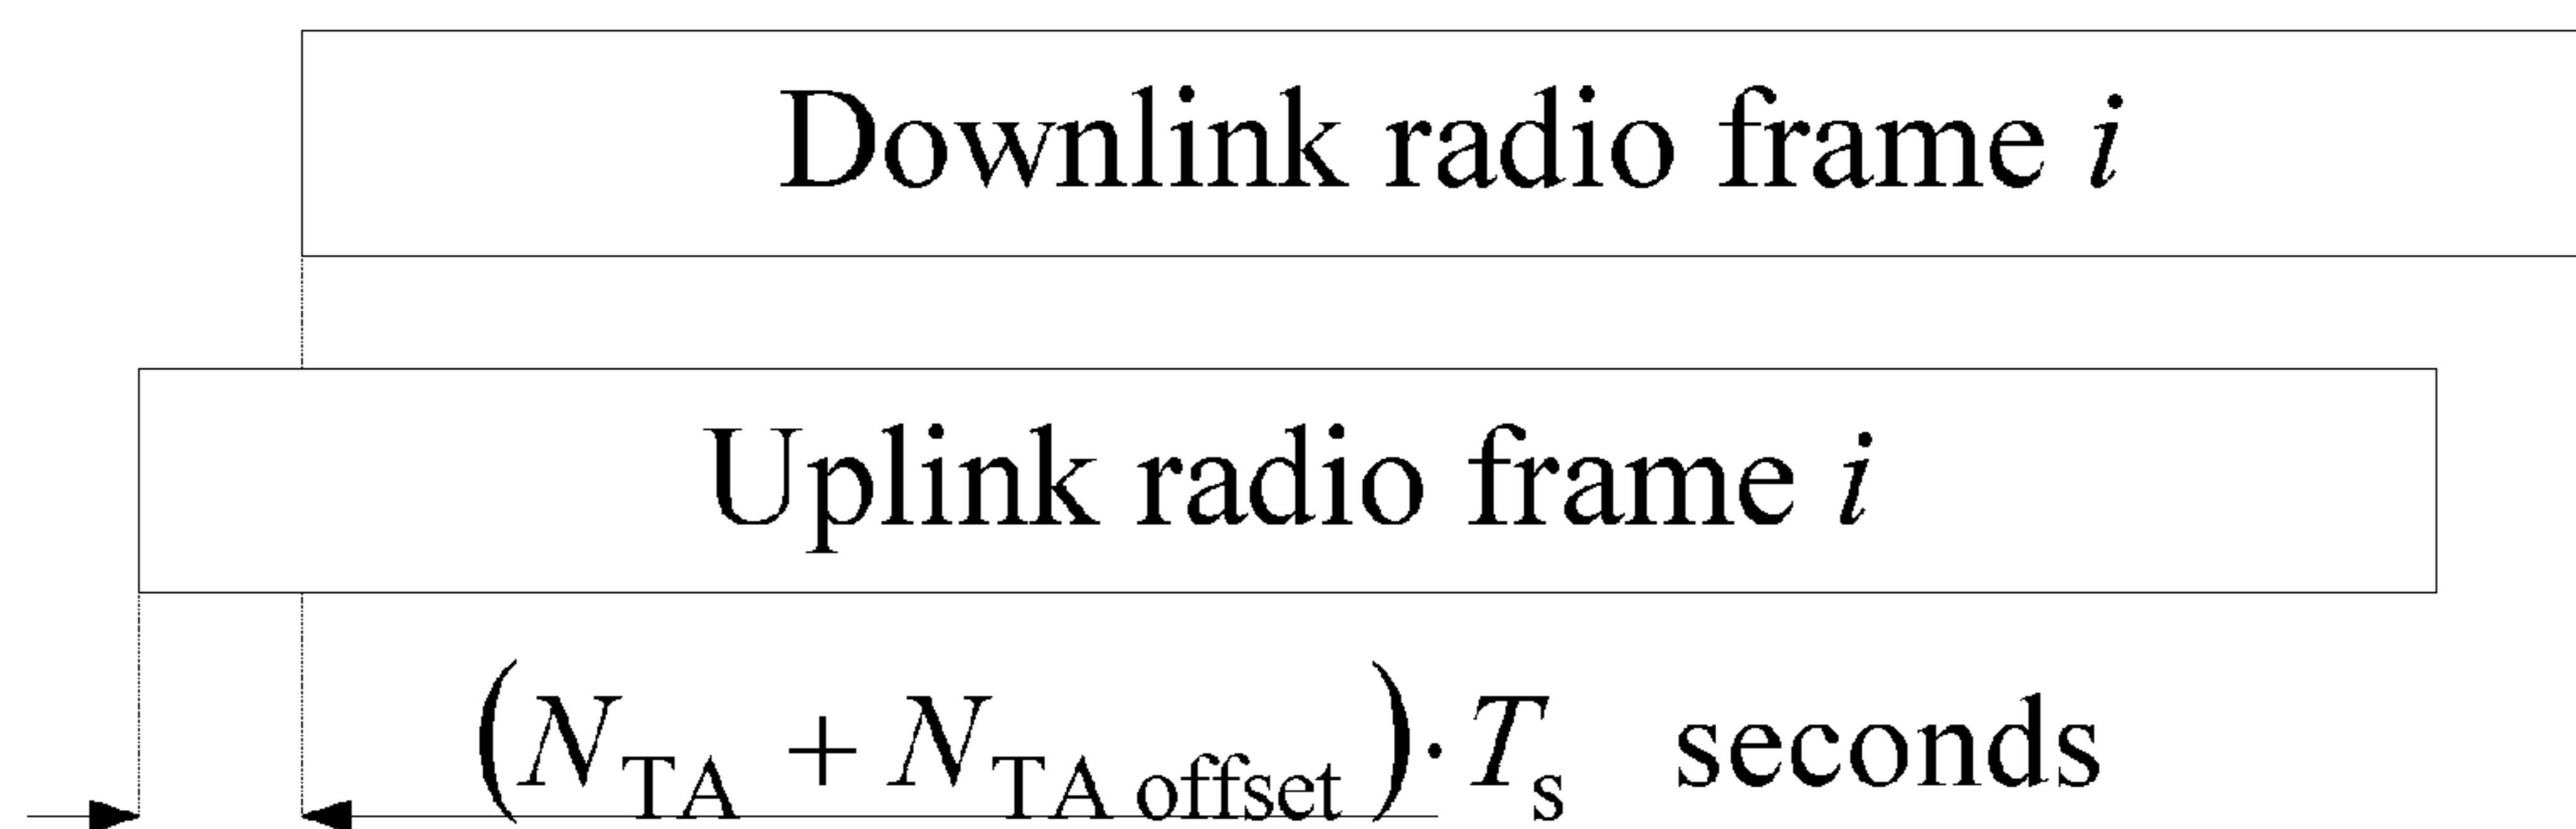 Downlink radio frame i
Uplink radio frame i
(N_TA + N_TA offset) · T_s seconds